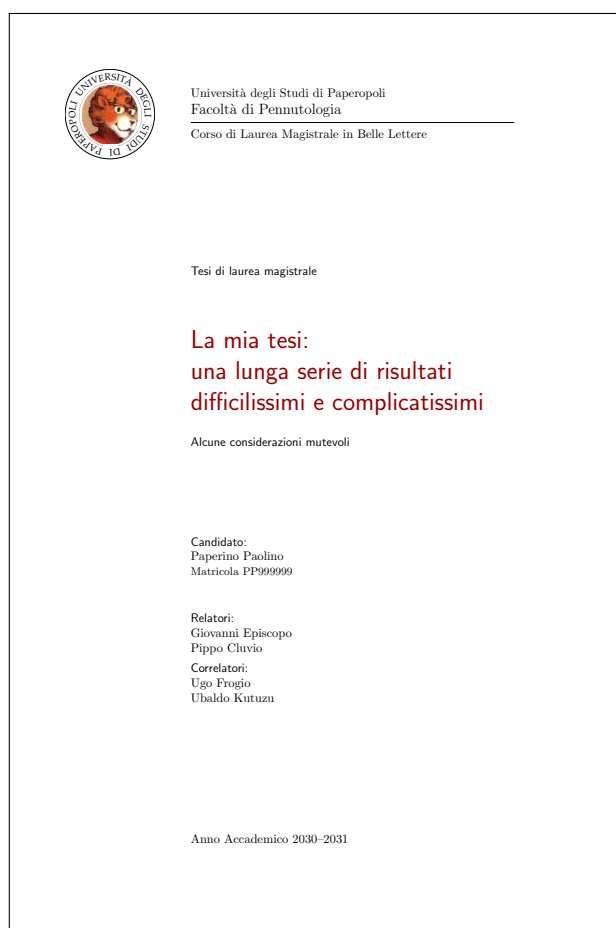 UNIVERSITÀ DEGLI STUDI DI PAPEROPOLI
Università degli Studi di Paperopoli
Facoltà di Pennutologia
Corso di Laurea Magistrale in Belle Lettere
Tesi di laurea magistrale
La mia tesi:
una lunga serie di risultati
difficilissimi e complicatissimi
Alcune considerazioni mutevoli
Candidato:
Paperino Paolino
Matricola PP999999
Relatori:
Giovanni Episcopo
Pippo Cluvio
Correlatori:
Ugo Frogio
Ubaldo Kutuzu
Anno Accademico 2030–2031